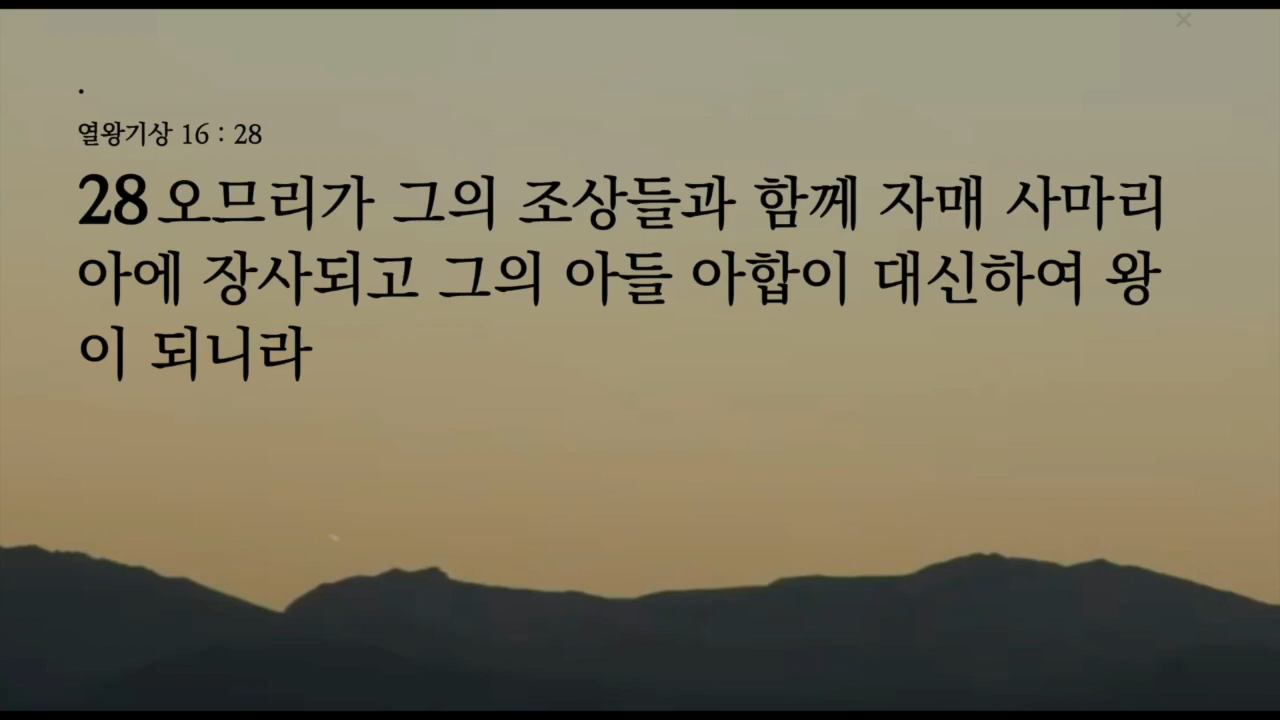 .
열왕기상 16 : 28
28 오므리가 그의 조상들과 함께 자매 사마리
아에 장사되고 그의 아들 아합이 대신하여 왕
이 되니라